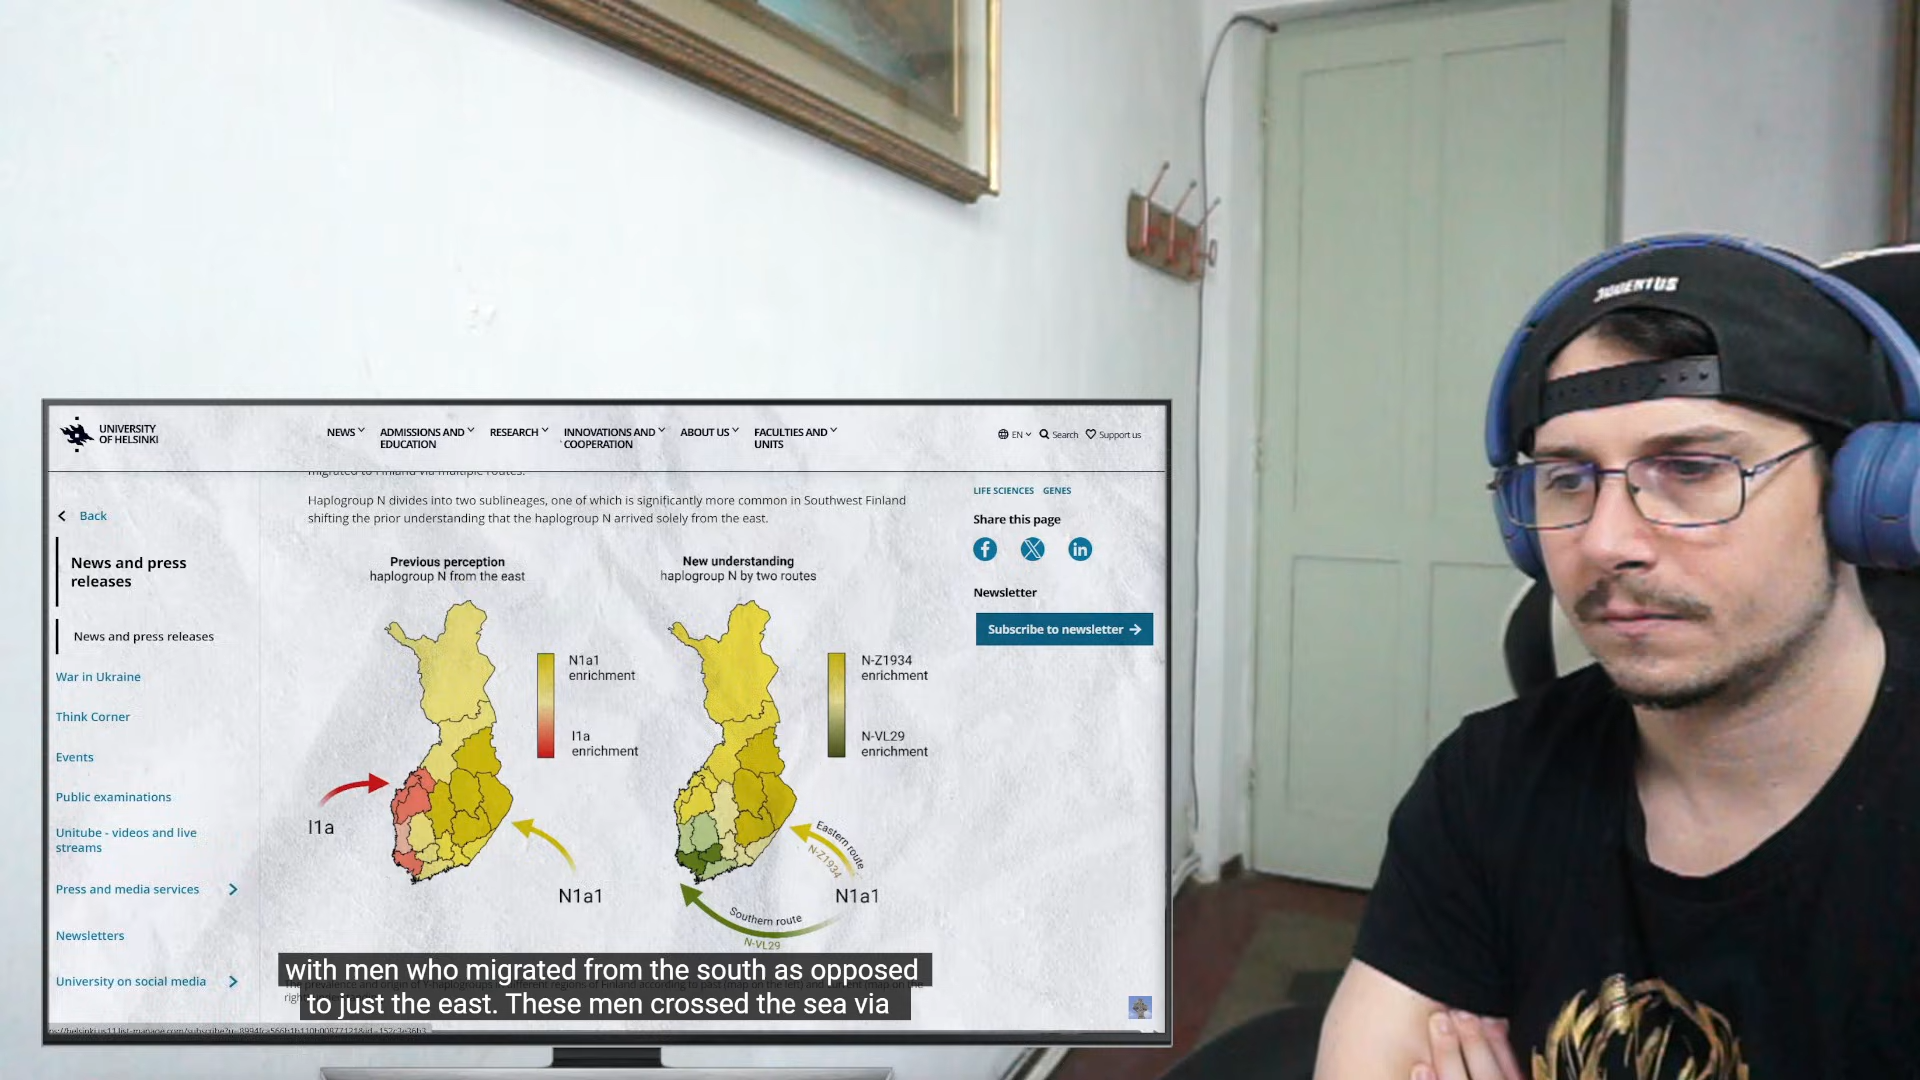 UNIVERSITY
OF HELSINKI
NEWS
ADMISSIONS AND
EDUCATION
RESEARCH
INNOVATIONS AND
COOPERATION
ABOUT US
FACULTIES AND
UNITS
EN
Search
Support us
migrated to Finland via multiple routes.
Haplogroup N divides into two sublineages, one of which is significantly more common in Southwest Finland
shifting the prior understanding that the haplogroup N arrived solely from the east.
Back
News and press
releases
News and press releases
War in Ukraine
Think Corner
Events
Public examinations
Unitube - videos and live
streams
Press and media services
Newsletters
University on social media
Previous perception
haplogroup N from the east
N1a1
enrichment
I1a
enrichment
I1a
N1a1
New understanding
haplogroup N by two routes
N-Z1934
enrichment
N-VL29
enrichment
Eastern route
N-Z1934
N1a1
Southern route
N-VL29
LIFE SCIENCES GENES
Share this page
Newsletter
Subscribe to newsletter
with men who migrated from the south as opposed
to just the east. These men crossed the sea via
JUVENTUS